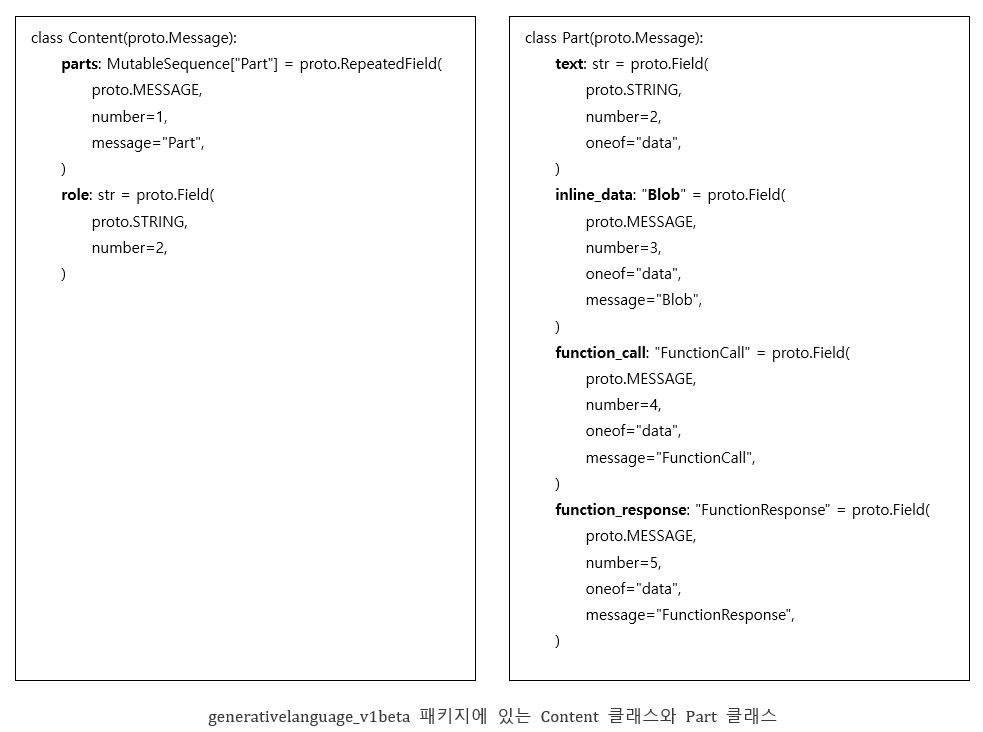 class Content(proto.Message):
parts: MutableSequence["Part"] = proto.RepeatedField(
proto.MESSAGE,
number=1,
message="Part",
)
role: str = proto.Field(
proto.STRING,
number=2,
)
class Part(proto.Message):
text: str = proto.Field(
proto.STRING,
number=2,
oneof="data",
)
inline_data: "Blob" = proto.Field(
proto.MESSAGE,
number=3,
oneof="data",
message="Blob",
)
function_call: "FunctionCall" = proto.Field(
proto.MESSAGE,
number=4,
oneof="data",
message="FunctionCall",
)
function_response: "FunctionResponse" = proto.Field(
proto.MESSAGE,
number=5,
oneof="data",
message="FunctionResponse",
)
generativelanguage_v1beta 패키지에 있는 Content 클래스와 Part 클래스